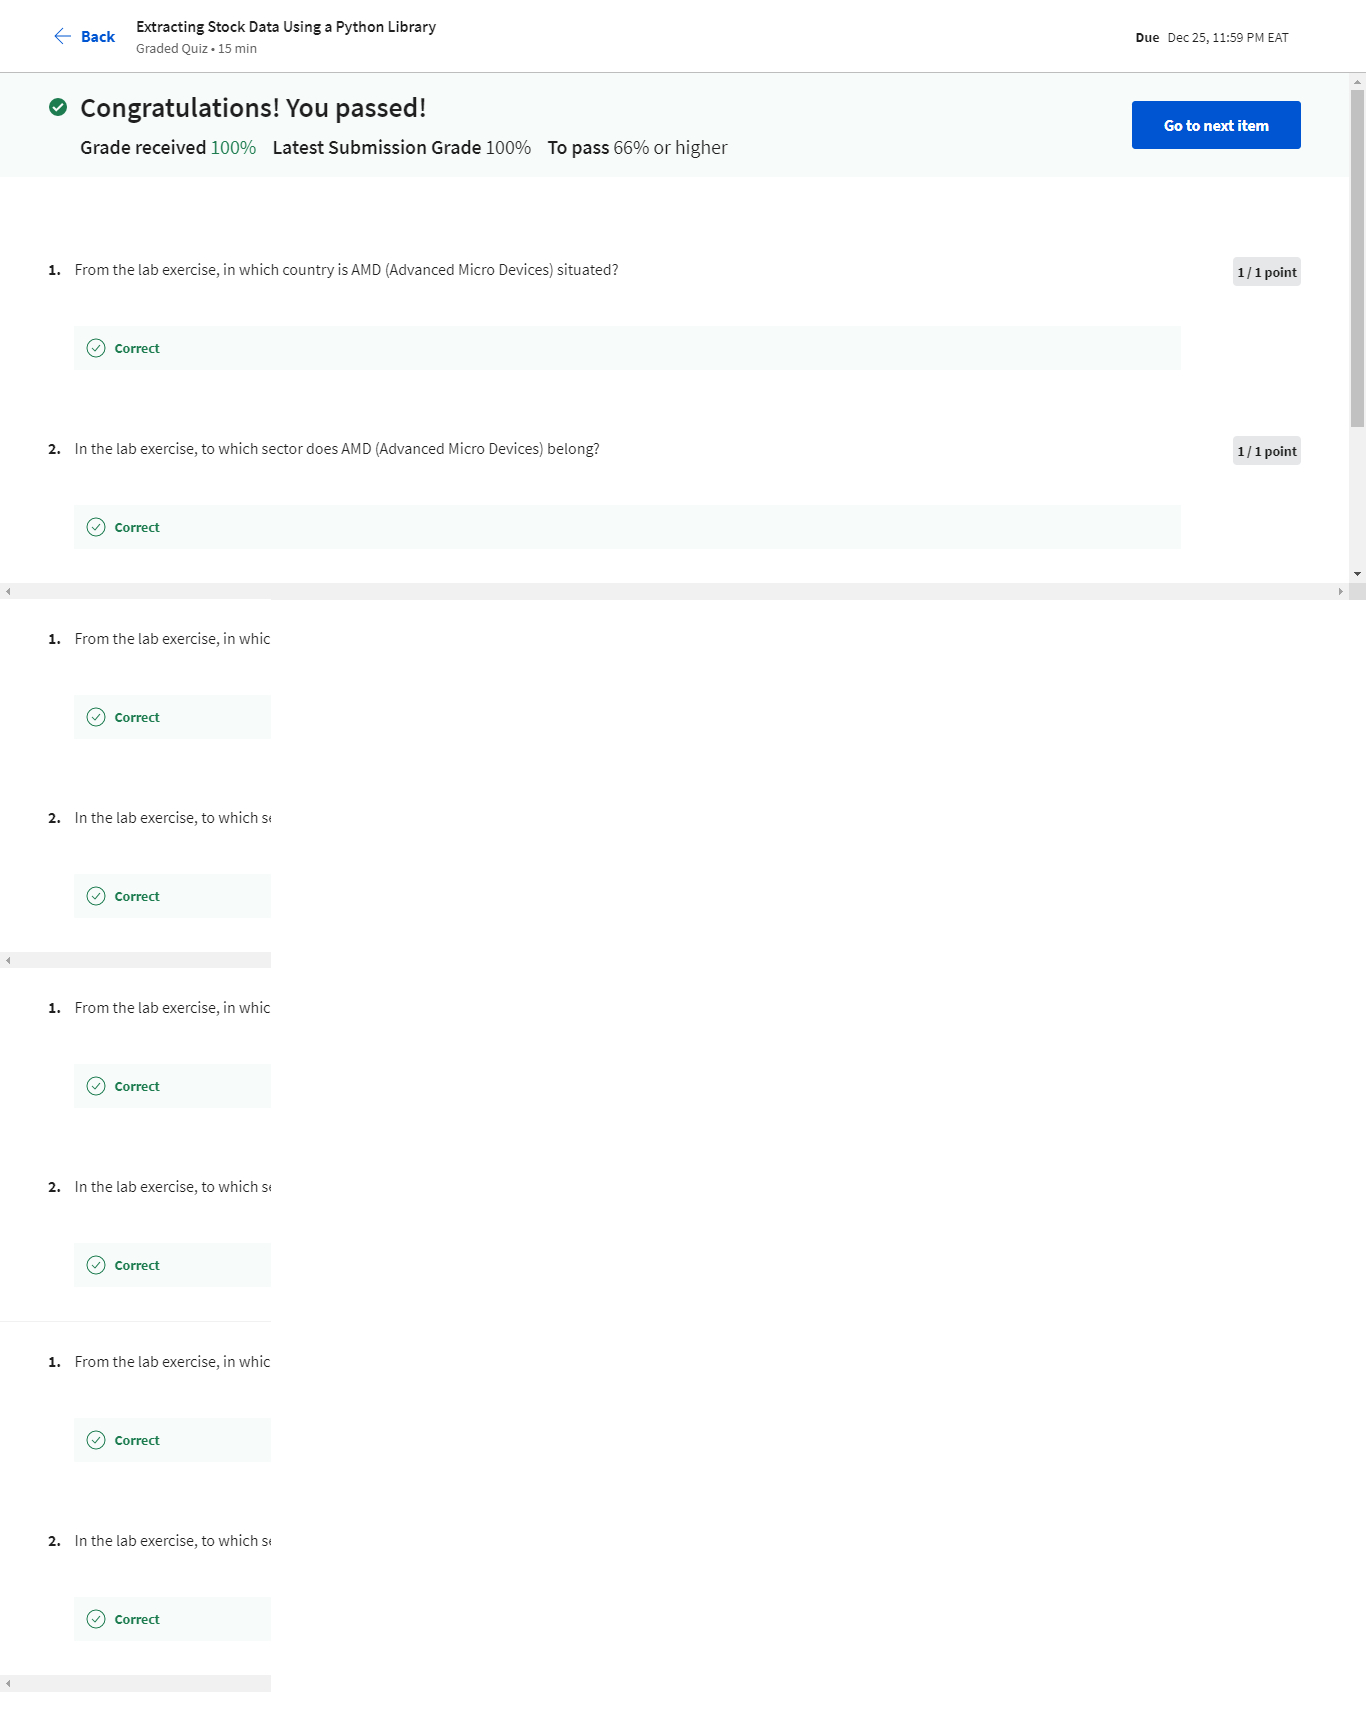 Back
Extracting Stock Data Using a Python Library
Graded Quiz • 15 min
Due Dec 25, 11:59 PM EAT
Congratulations! You passed!
Grade received 100% Latest Submission Grade 100% To pass 66% or higher
Go to next item
1. From the lab exercise, in which country is AMD (Advanced Micro Devices) situated?
1 / 1 point
Correct
2. In the lab exercise, to which sector does AMD (Advanced Micro Devices) belong?
1 / 1 point
Correct
1. From the lab exercise, in whic
Correct
2. In the lab exercise, to which
Correct
1. From the lab exercise, in whic
Correct
2. In the lab exercise, to which
Correct
1. From the lab exercise, in whic
Correct
2. In the lab exercise, to which
Correct